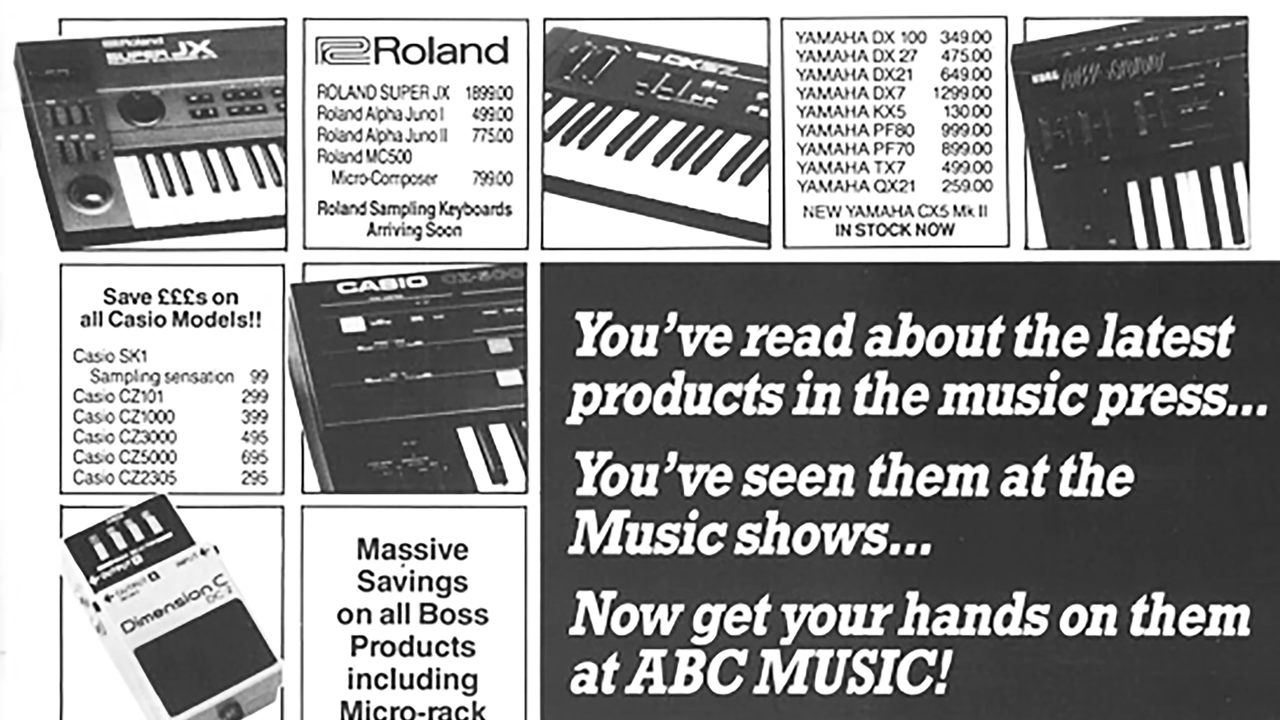 Roland
SUPER JX
Roland
ROLAND SUPER JX 1899.00
Roland Alpha Juno I 499.00
Roland Alpha Juno II 775.00
Roland MC500
Micro-Composer 799.00
Roland Sampling Keyboards
Arriving Soon
YAMAHA DX 100 349.00
YAMAHA DX 27 475.00
YAMAHA DX21 649.00
YAMAHA DX7 1299.00
YAMAHA KX5 130.00
YAMAHA PF80 999.00
YAMAHA PF70 899.00
YAMAHA TX7 499.00
YAMAHA QX21 259.00
NEW YAMAHA CX5 Mk II
IN STOCK NOW
KORG
Save £££s on
all Casio Models!!
Casio SK1
Sampling sensation 99
Casio CZ101 299
Casio CZ1000 399
Casio CZ3000 495
Casio CZ5000 695
Casio CZ2305 295
CASIO
You've read about the latest
products in the music press...
You've seen them at the
Music shows...
Now get your hands on them
at ABC MUSIC!
OUTPUT
INPUT
OUTPUT
Dimension C
DC-2
Massive
Savings
on all Boss
Products
including
Micro-rack